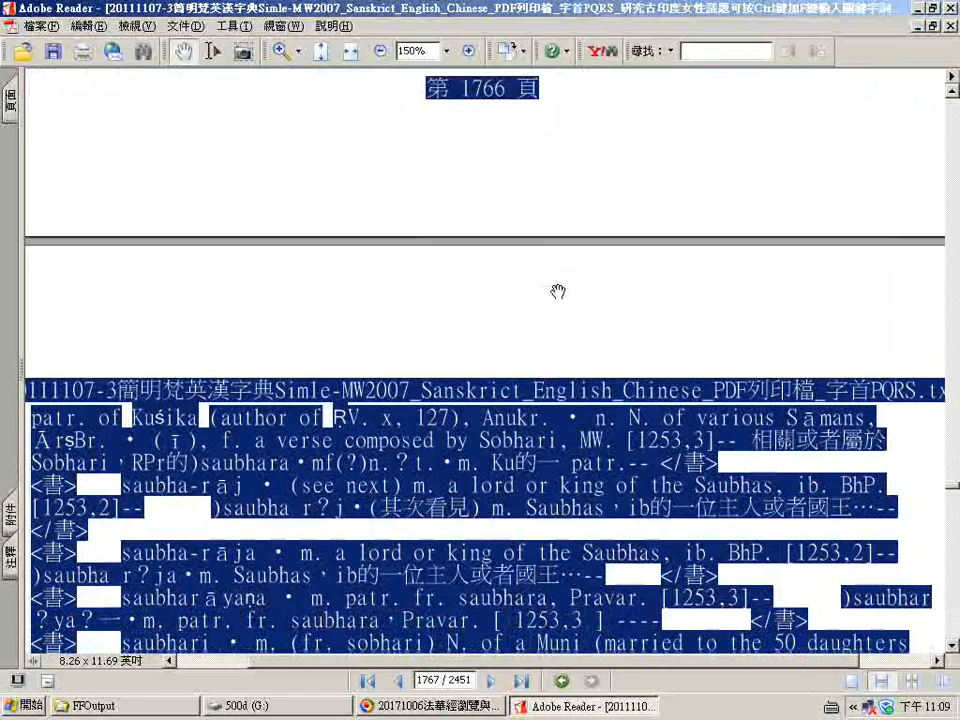 Adobe Reader - [20111107-3簡明梵英漢字典Simle-MW2007_Sanskrict_English_Chinese_PDF列印檔_字首PQRS_研究古印度女性議題可按Ctrl鍵加F鍵輸入關鍵字詞
檔案(F) 編輯(E) 檢視(V) 文件(D) 工具(T) 視窗(W) 說明(H)
150% Y! 尋找:
頁面
第 1766 頁
111107-3簡明梵英漢字典Simle-MW2007_Sanskrict_English_Chinese_PDF列印檔_字首PQRS.tx
patr. of Kuśika (author of ṚV. x, 127), Anukr. • n. N. of various Sāmans,
ĀrṣBr. • (ī), f. a verse composed by Sobhari, MW. [1253,3]-- 相關或者屬於
Sobhari,RPr的)saubhara•mf(?)n.?t.•m. Ku的一 patr.-- </書>
<書> saubha-rāj • (see next) m. a lord or king of the Saubhas, ib. BhP.
[1253,2]-- )saubha r?j•(其次看見) m. Saubhas,ib的一位主人或者國王…--
</書>
<書> saubha-rāja • m. a lord or king of the Saubhas, ib. BhP. [1253,2]--
)saubha r?ja•m. Saubhas,ib的一位主人或者國王…-- </書>
<書> saubharāyaṇa • m. patr. fr. saubhara, Pravar. [1253,3]-- )saubhar
?ya?一•m. patr. fr. saubhara,Pravar. [ 1253,3 ] ---- </書>
<書> saubhari • m. (fr. sobhari) N. of a Muni (married to the 50 daughters
附件
注釋
8.26 x 11.69 英吋
1767 / 2451
開始 FFOutput 500d (G:) 20171006法華經瀏覽與... Adobe Reader - [2011110... « 下午 11:09